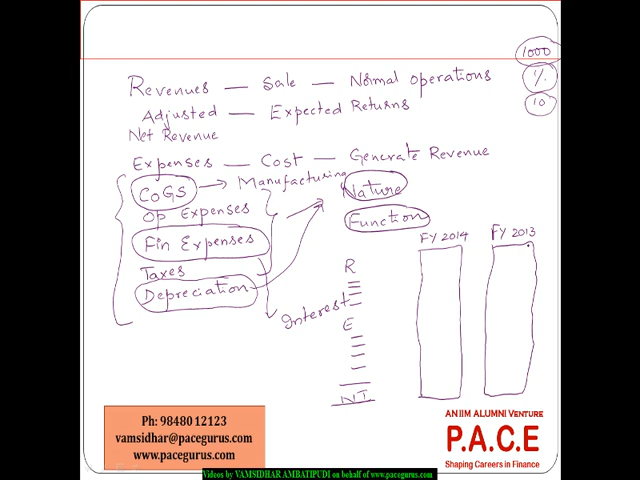 1000
Revenues — Sale — Normal operations
%
Adjusted — Expected Returns
10
Net Revenue
Expenses — Cost — Generate Revenue
COGS → Manufacturing
Nature
Op Expenses
Function
Fin Expenses
FY 2014 FY 2013
Taxes
R
Depreciation
Interest
E
NI
Ph: 98480 12123
vamsidhar@pacegurus.com
www.pacegurus.com
AN IIM ALUMNI VENTURE
P.A.C.E
Shaping Careers in Finance
Videos by VAMSIDHAR AMBATIPUDI on behalf of www.pacegurus.com